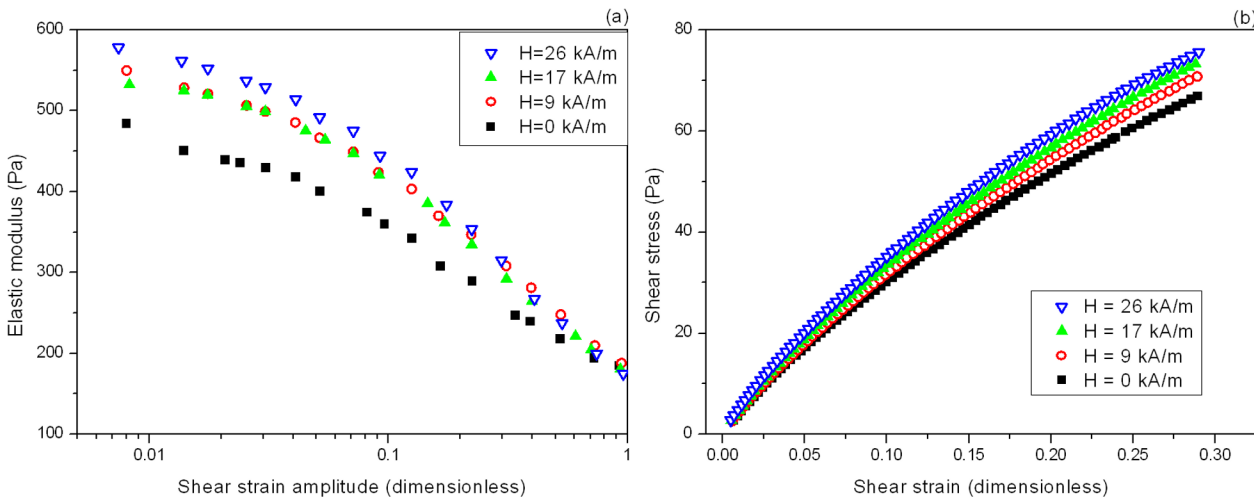 (a)
600
500
400
300
200
100
Elastic modulus (Pa)
H=26 kA/m
H=17 kA/m
H=9 kA/m
H=0 kA/m
0.01
0.1
1
Shear strain amplitude (dimensionless)
(b)
80
60
40
20
0
Shear stress (Pa)
H = 26 kA/m
H = 17 kA/m
H = 9 kA/m
H = 0 kA/m
0.00
0.05
0.10
0.15
0.20
0.25
0.30
Shear strain (dimensionless)